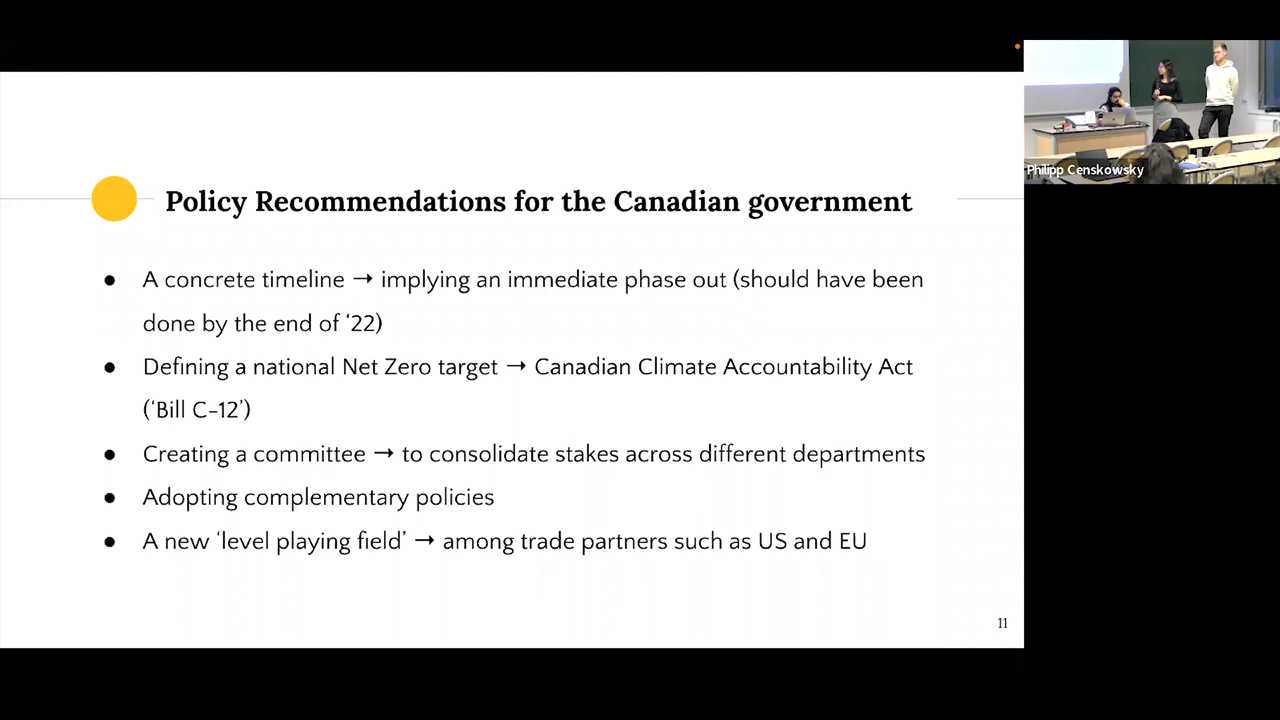 Policy Recommendations for the Canadian government
● A concrete timeline → implying an immediate phase out (should have been
done by the end of ‘22)
● Defining a national Net Zero target → Canadian Climate Accountability Act
(‘Bill C-12’)
● Creating a committee → to consolidate stakes across different departments
● Adopting complementary policies
● A new ‘level playing field’ → among trade partners such as US and EU
11
Philipp Censkowsky